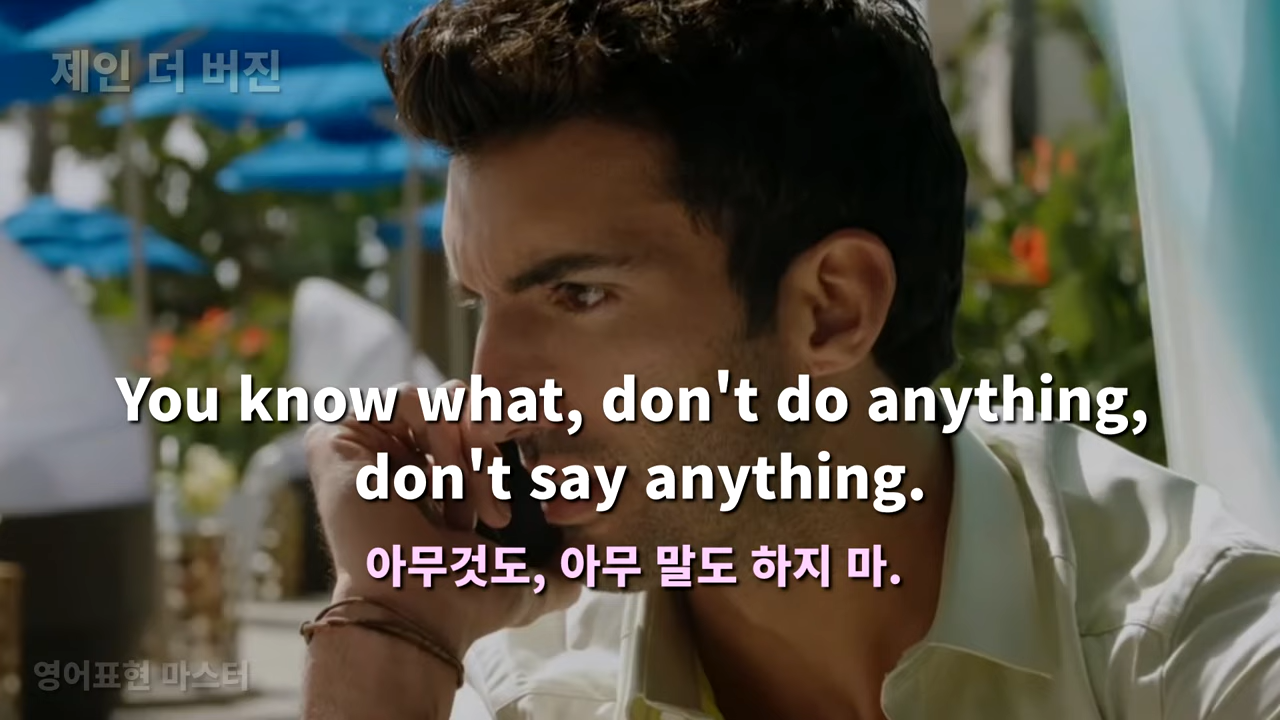 제인 더 버진
You know what, don't do anything,
don't say anything.
아무것도, 아무 말도 하지 마.
영어표현 마스터